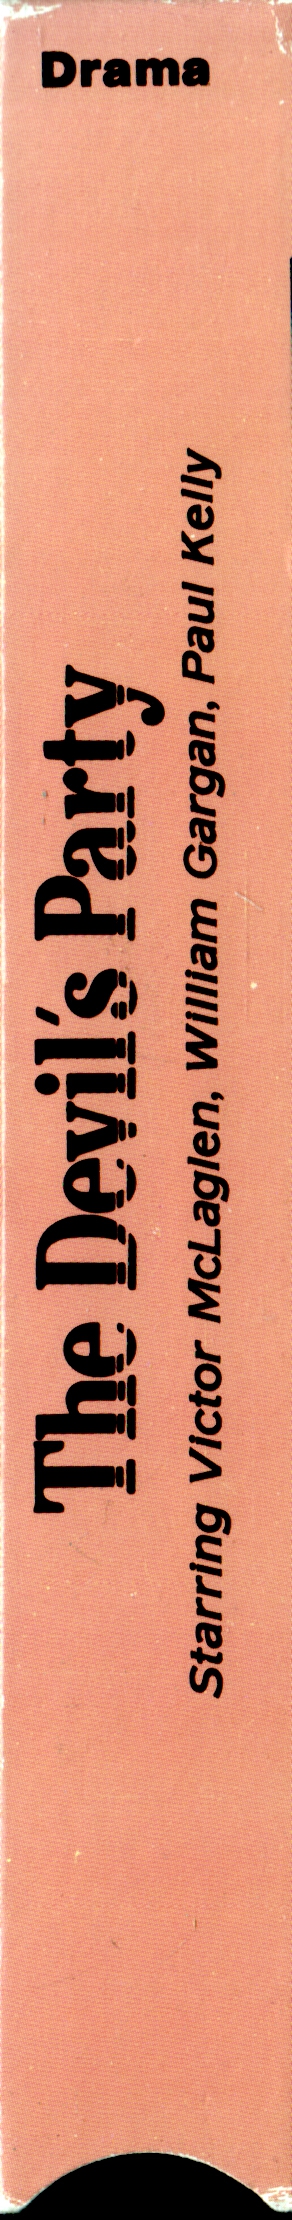 Drama
The Devil's Party
Starring Victor McLaglen, William Gargan, Paul Kelly